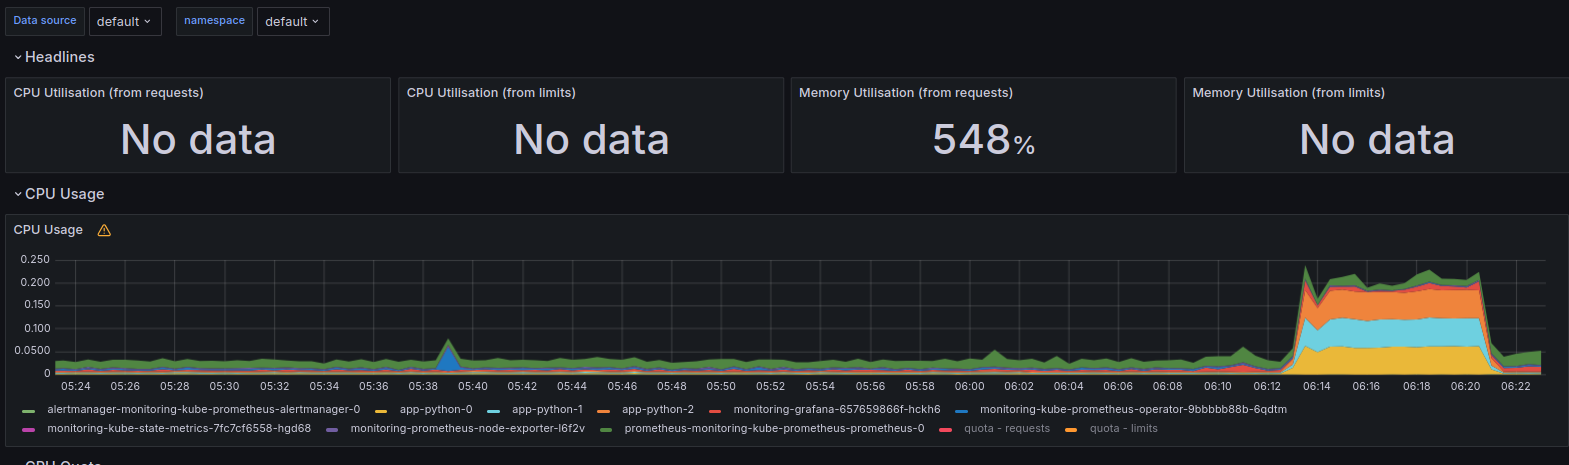 Data source default namespace default
Headlines
CPU Utilisation (from requests) CPU Utilisation (from limits) Memory Utilisation (from requests) Memory Utilisation (from limits)
No data No data 548% No data
CPU Usage
CPU Usage
0.250
0.200
0.150
0.100
0.0500
0
05:24 05:26 05:28 05:30 05:32 05:34 05:36 05:38 05:40 05:42 05:44 05:46 05:48 05:50 05:52 05:54 05:56 05:58 06:00 06:02 06:04 06:06 06:08 06:10 06:12 06:14 06:16 06:18 06:20 06:22
alertmanager-monitoring-kube-prometheus-alertmanager-0 app-python-0 app-python-1 app-python-2 monitoring-grafana-657659866f-hckh6 monitoring-kube-prometheus-operator-9bbbbb88b-6qdtm
monitoring-kube-state-metrics-7fc7cf6558-hgd68 monitoring-prometheus-node-exporter-l6f2v prometheus-monitoring-kube-prometheus-prometheus-0 quota - requests quota - limits
CPU Quota